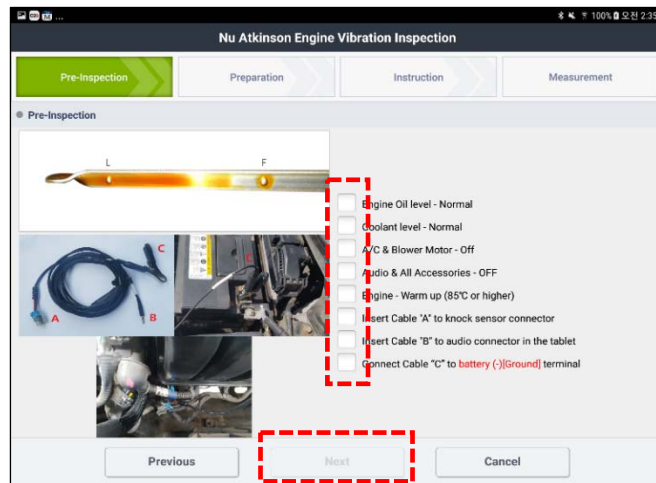 100% 오전 2:35
Nu Atkinson Engine Vibration Inspection
Pre-Inspection
Preparation
Instruction
Measurement
Pre-Inspection
L
F
C
A
B
C
Engine Oil level - Normal
Coolant level - Normal
A/C & Blower Motor - Off
Audio & All Accessories - OFF
Engine - Warm up (85℃ or higher)
Insert Cable "A" to knock sensor connector
Insert Cable "B" to audio connector in the tablet
Connect Cable "C" to battery (-)[Ground] terminal
Previous
Next
Cancel